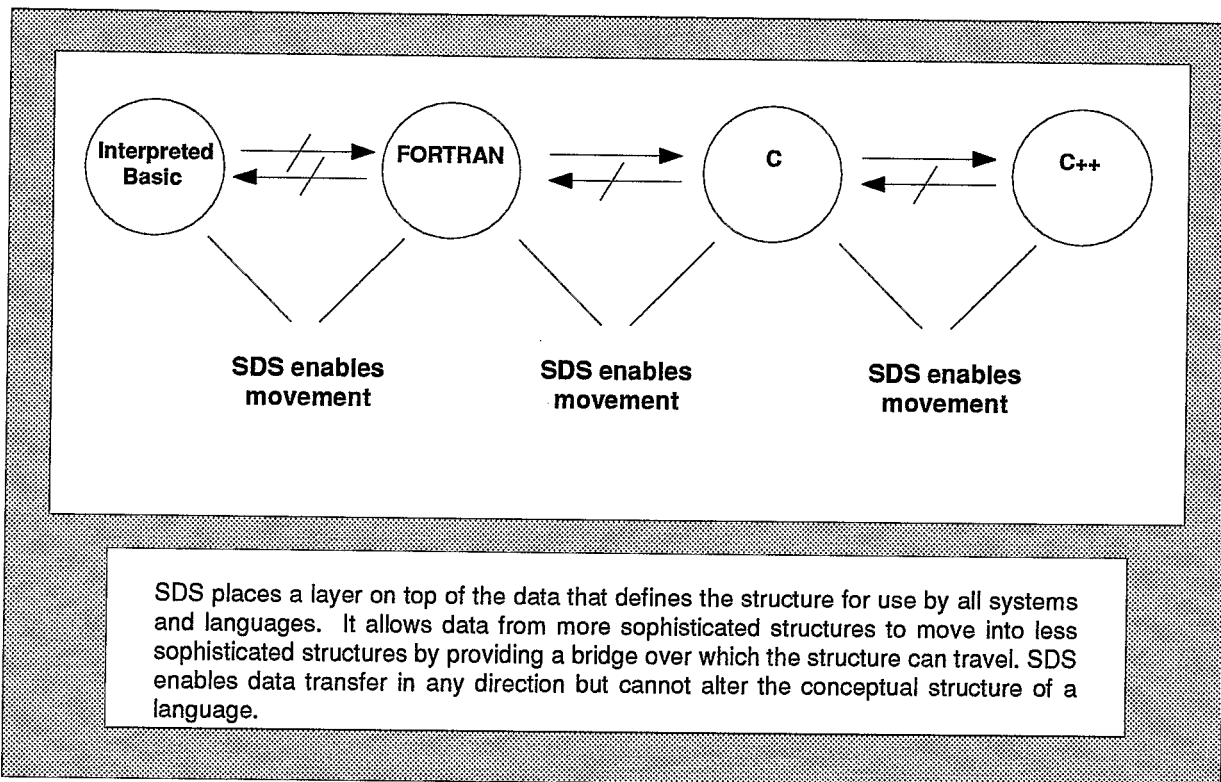 Interpreted
Basic
FORTRAN
C
C++
SDS enables
movement
SDS enables
movement
SDS enables
movement
SDS places a layer on top of the data that defines the structure for use by all systems
and languages. It allows data from more sophisticated structures to move into less
sophisticated structures by providing a bridge over which the structure can travel. SDS
enables data transfer in any direction but cannot alter the conceptual structure of a
language.